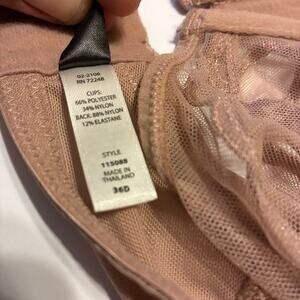 02-2106
RN 72248
CUPS:
66% POLYESTER
34% NYLON
BACK: 88% NYLON
12% ELASTANE
STYLE
115088
MADE IN
THAILAND
36D